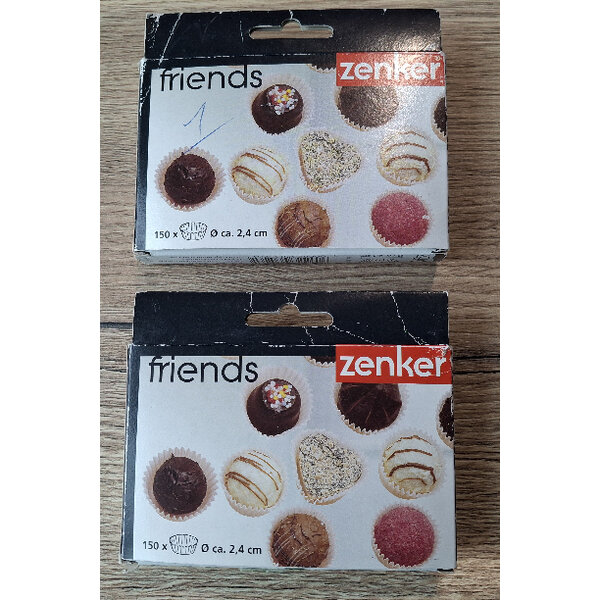 friends
zenker
1
150 x Ø ca. 2,4 cm
friends
zenker
150 x Ø ca. 2,4 cm